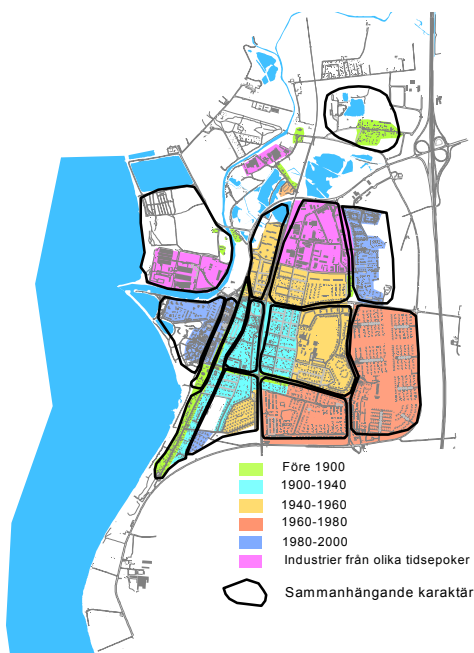 Före 1900
1900-1940
1940-1960
1960-1980
1980-2000
Industrier från olika tidsepoker
Sammanhängande karaktär